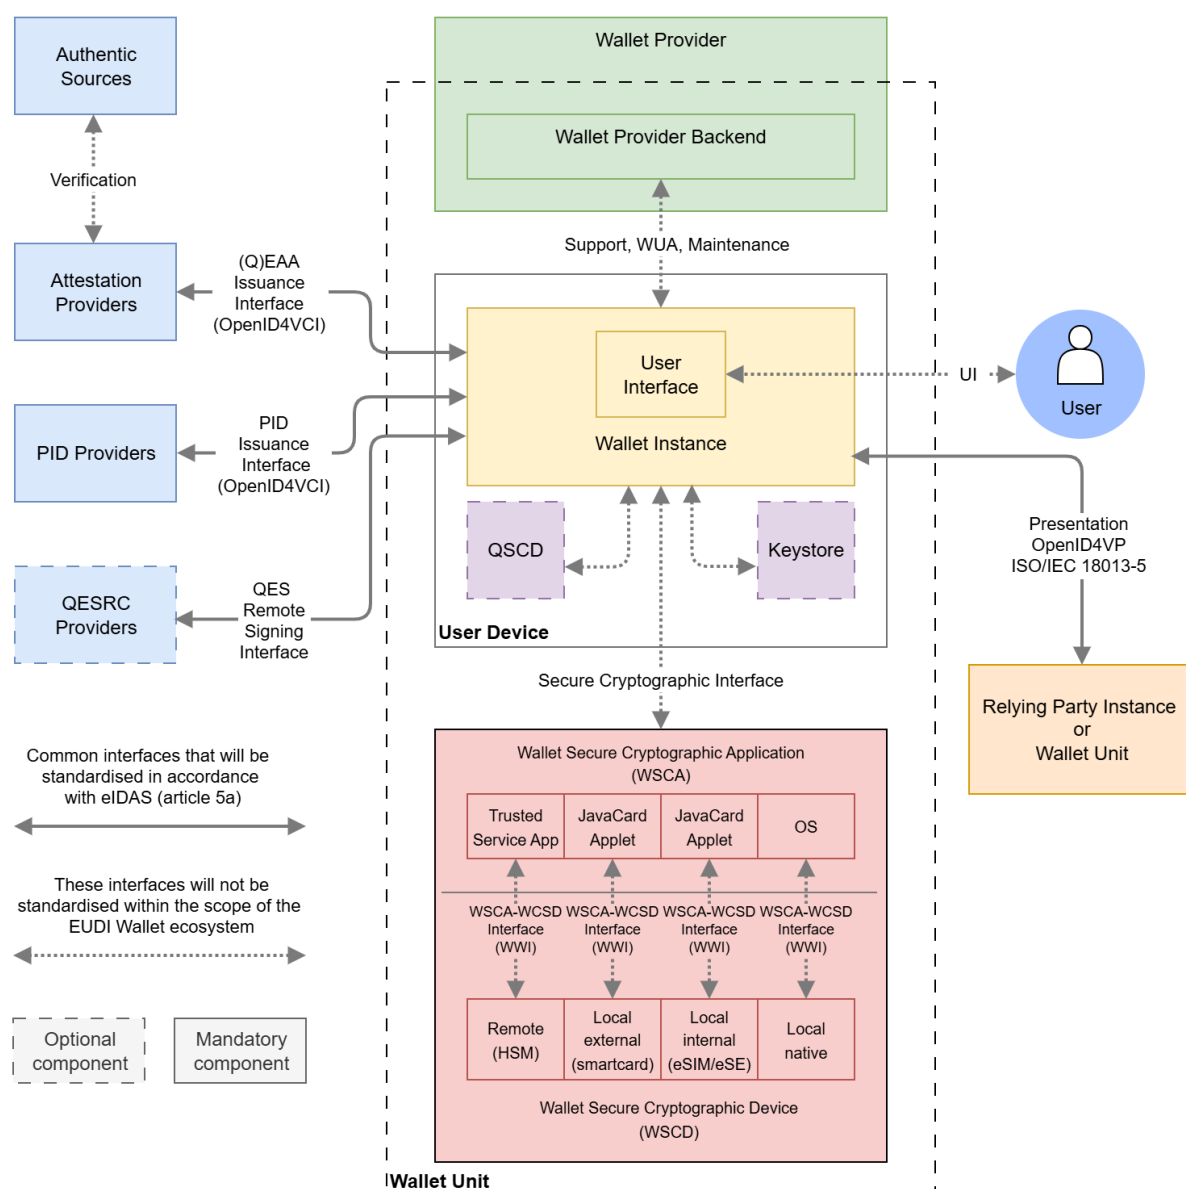 Authentic
Sources
Verification
Attestation
Providers
(Q)EAA
Issuance
Interface
(OpenID4VCI)
PID Providers
PID
Issuance
Interface
(OpenID4VCI)
QESRC
Providers
QES
Remote
Signing
Interface
Common interfaces that will be
standardised in accordance
with eIDAS (article 5a)
These interfaces will not be
standardised within the scope of the
EUDI Wallet ecosystem
Optional
component
Mandatory
component
Wallet Provider
Wallet Provider Backend
Support, WUA, Maintenance
User
Interface
Wallet Instance
QSCD
Keystore
User Device
Secure Cryptographic Interface
Wallet Secure Cryptographic Application
(WSCA)
Trusted
Service App
JavaCard
Applet
JavaCard
Applet
OS
WSCA-WCSD
Interface
(WWI)
WSCA-WCSD
Interface
(WWI)
WSCA-WCSD
Interface
(WWI)
WSCA-WCSD
Interface
(WWI)
Remote
(HSM)
Local
external
(smartcard)
Local
internal
(eSIM/eSE)
Local
native
Wallet Secure Cryptographic Device
(WSCD)
Wallet Unit
UI
User
Presentation
OpenID4VP
ISO/IEC 18013-5
Relying Party Instance
or
Wallet Unit